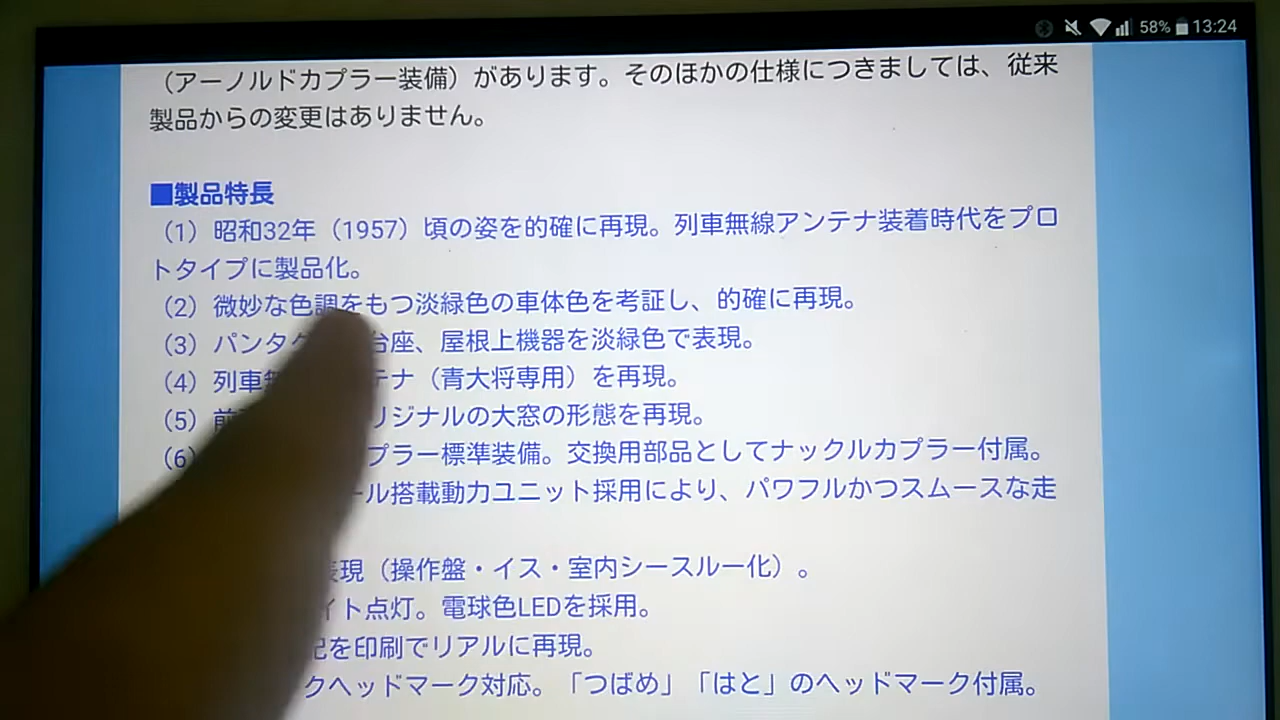 58% 13:24
（アーノルドカプラー装備）があります。そのほかの仕様につきましては、従来
製品からの変更はありません。
■製品特長
（1）昭和32年（1957）頃の姿を的確に再現。列車無線アンテナ装着時代をプロ
トタイプに製品化。
（2）微妙な色調をもつ淡緑色の車体色を考証し、的確に再現。
（3）パンタグ 台座、屋根上機器を淡緑色で表現。
（4）列車無 テナ（青大将専用）を再現。
（5）前 リジナルの大窓の形態を再現。
（6） プラー標準装備。交換用部品としてナックルカプラー付属。
ール搭載動力ユニット採用により、パワフルかつスムースな走
表現（操作盤・イス・室内シースルー化）。
イト点灯。電球色LEDを採用。
記を印刷でリアルに再現。
クヘッドマーク対応。「つばめ」「はと」のヘッドマーク付属。